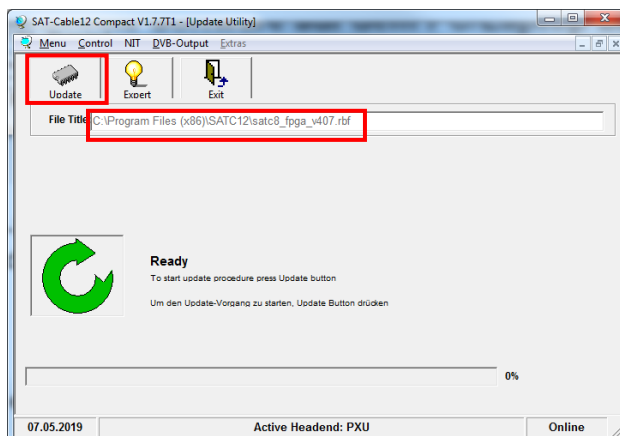 SAT-Cable12 Compact V1.7.7T1 - [Update Utility]
Menu Control NIT DVB-Output Extras
Update Expert Exit
File Title C:\Program Files (x86)\SATC12\satc8_fpga_v407.rbf
Ready
To start update procedure press Update button
Um den Update-Vorgang zu starten, Update Button drücken
0%
07.05.2019 Active Headend: PXU Online